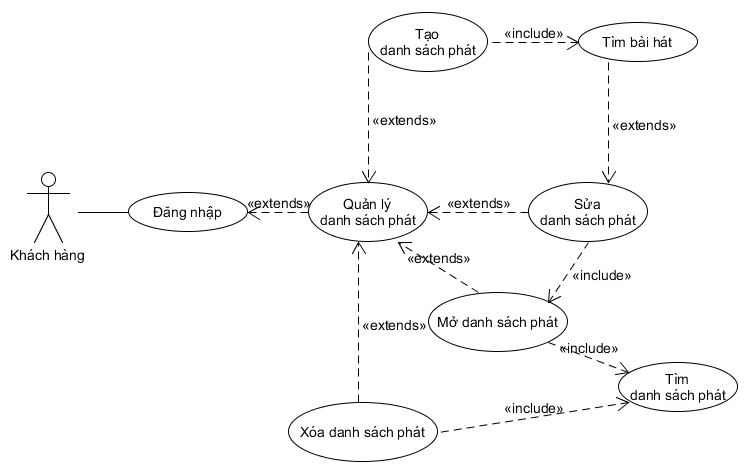 Tạo
danh sách phát
«include»
Tìm bài hát
«extends»
«extends»
Khách hàng
Đăng nhập
«extends»
Quản lý
danh sách phát
«extends»
Sửa
danh sách phát
«extends»
«include»
Mở danh sách phát
«extends»
«include»
Tìm
danh sách phát
«include»
Xóa danh sách phát